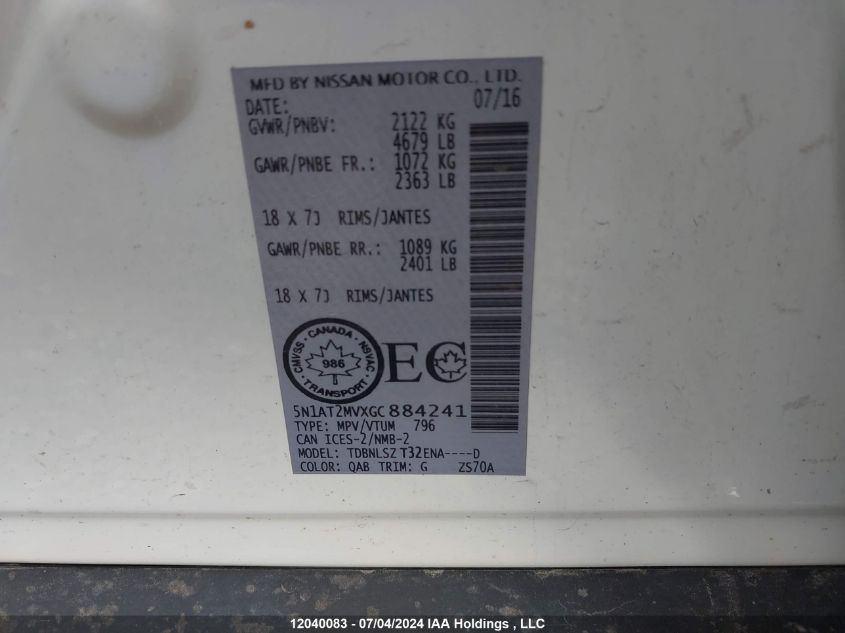 MFD BY NISSAN MOTOR CO., LTD.
DATE: 07/16
GVWR/PNBV: 2122 KG
4679 LB
GAWR/PNBE FR.: 1072 KG
2363 LB
18 X 7J RIMS/JANTES
GAWR/PNBE RR.: 1089 KG
2401 LB
18 X 7J RIMS/JANTES
CANADA
CMVSS 986 NSVAC
TRANSPORT
EC
5N1AT2MVXGC884241
TYPE: MPV/VTUM 796
CAN ICES-2/NMB-2
MODEL: TDBNLSZ T32ENA----D
COLOR: QAB TRIM: G ZS70A
12040083 - 07/04/2024 IAA Holdings , LLC